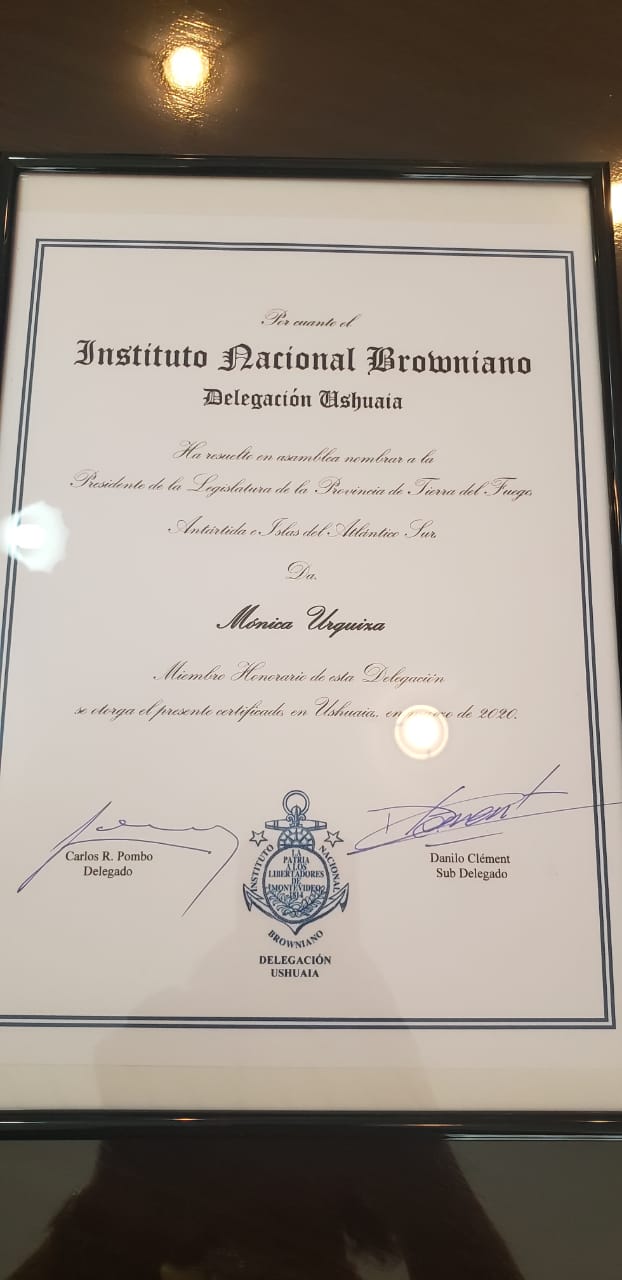 Por cuanto el
Instituto Nacional Browniano
Delegación Ushuaia
Ha resuelto en asamblea nombrar a la
Presidente de la Legislatura de la Provincia de Tierra del Fuego
Antártida e Islas del Atlántico Sur,
Da.
Mónica Urquiza
Miembro Honorario de esta Delegación
se otorga el presente certificado, en Ushuaia, en de 2020.
Carlos R. Pombo
Delegado
Danilo Clément
Sub Delegado
INSTITUTO NACIONAL
LA
PATRIA
A LOS
LIBERTADORES
DE
MONTEVIDEO
1814
BROWNIANO
DELEGACIÓN
USHUAIA